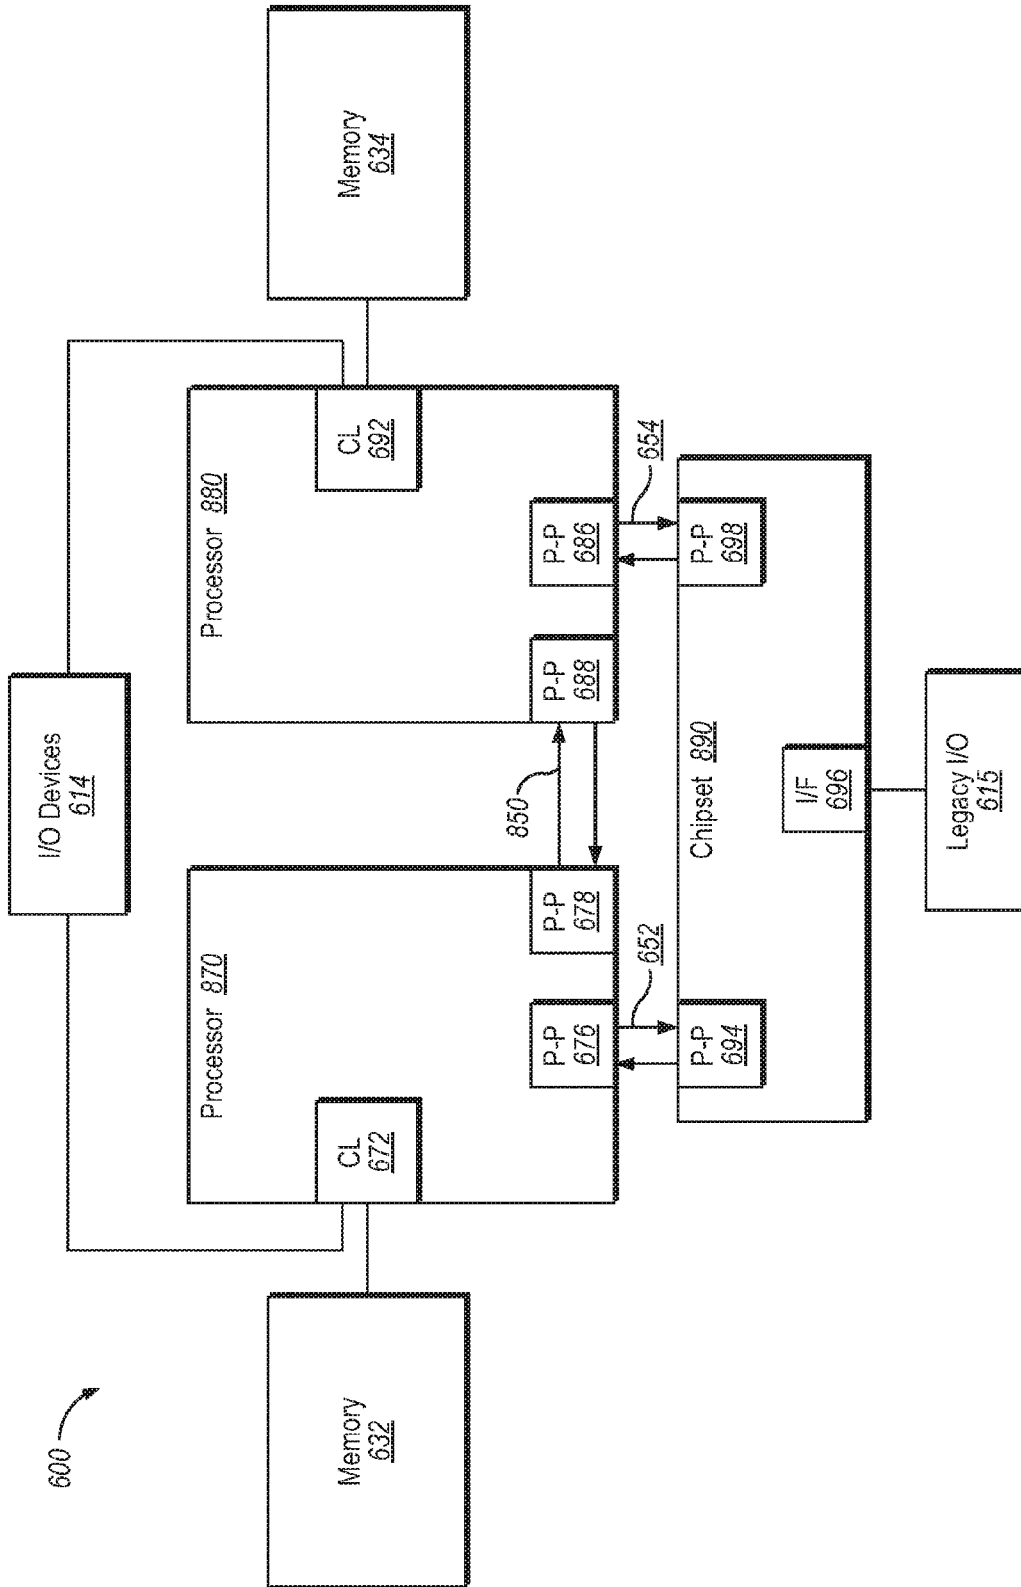 600
I/O Devices
614
Memory
632
Processor 870
CL
672
P-P
676
P-P
678
850
Processor 880
CL
692
P-P
688
P-P
686
Memory
634
652
654
P-P
694
Chipset 890
P-P
698
I/F
696
Legacy I/O
615